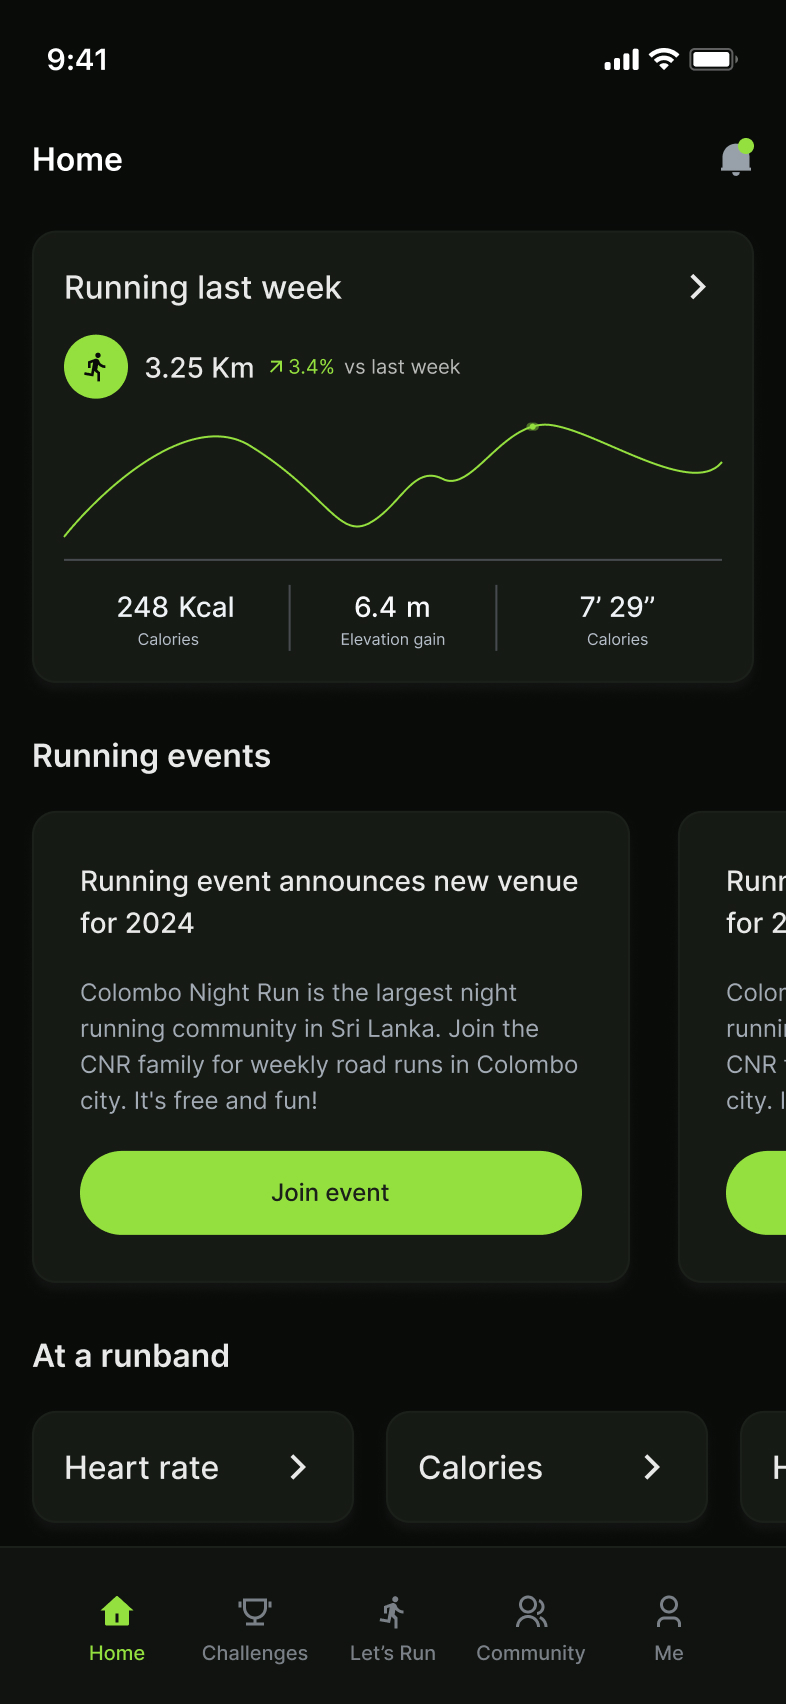 9:41
Home
Running last week
3.25 Km 3.4% vs last week
248 Kcal 6.4 m 7’ 29”
Calories Elevation gain Calories
Running events
Running event announces new venue
for 2024
Colombo Night Run is the largest night
running community in Sri Lanka. Join the
CNR family for weekly road runs in Colombo
city. It's free and fun!
Join event
Runn
for 2
Color
runni
CNR
city. I
At a runband
Heart rate Calories H
Home Challenges Let’s Run Community Me